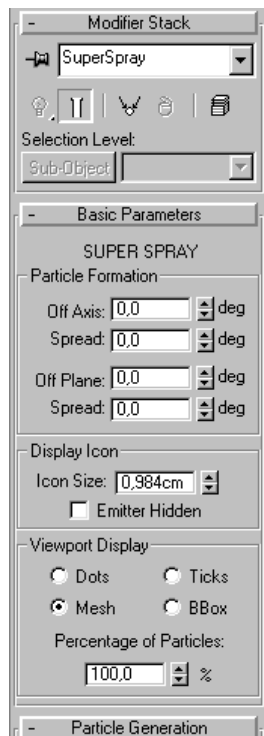 - Modifier Stack
SuperSpray
Selection Level:
Sub-Object
- Basic Parameters
SUPER SPRAY
Particle Formation
Off Axis: 0,0 deg
Spread: 0,0 deg
Off Plane: 0,0 deg
Spread: 0,0 deg
Display Icon
Icon Size: 0,984cm
Emitter Hidden
Viewport Display
Dots Ticks
Mesh BBox
Percentage of Particles:
100,0 %
- Particle Generation